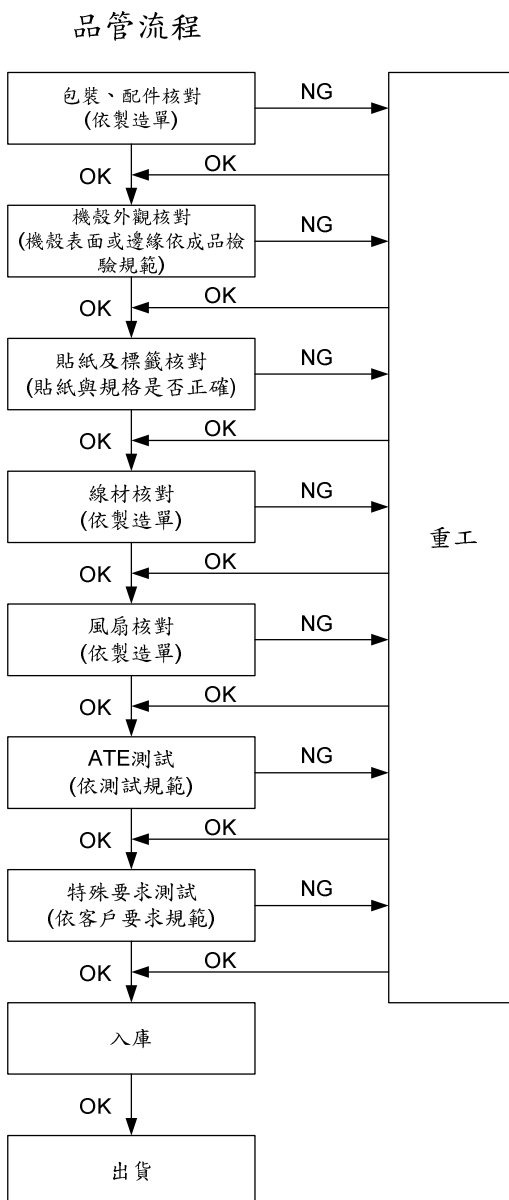 品管流程
包裝、配件核對
(依製造單)
NG
OK
OK
機殼外觀核對
(機殼表面或邊緣依成品檢
驗規範)
NG
OK
OK
貼紙及標籤核對
(貼紙與規格是否正確)
NG
OK
OK
線材核對
(依製造單)
NG
重工
OK
OK
風扇核對
(依製造單)
NG
OK
OK
ATE測試
(依測試規範)
NG
OK
OK
特殊要求測試
(依客戶要求規範)
NG
OK
OK
入庫
OK
出貨